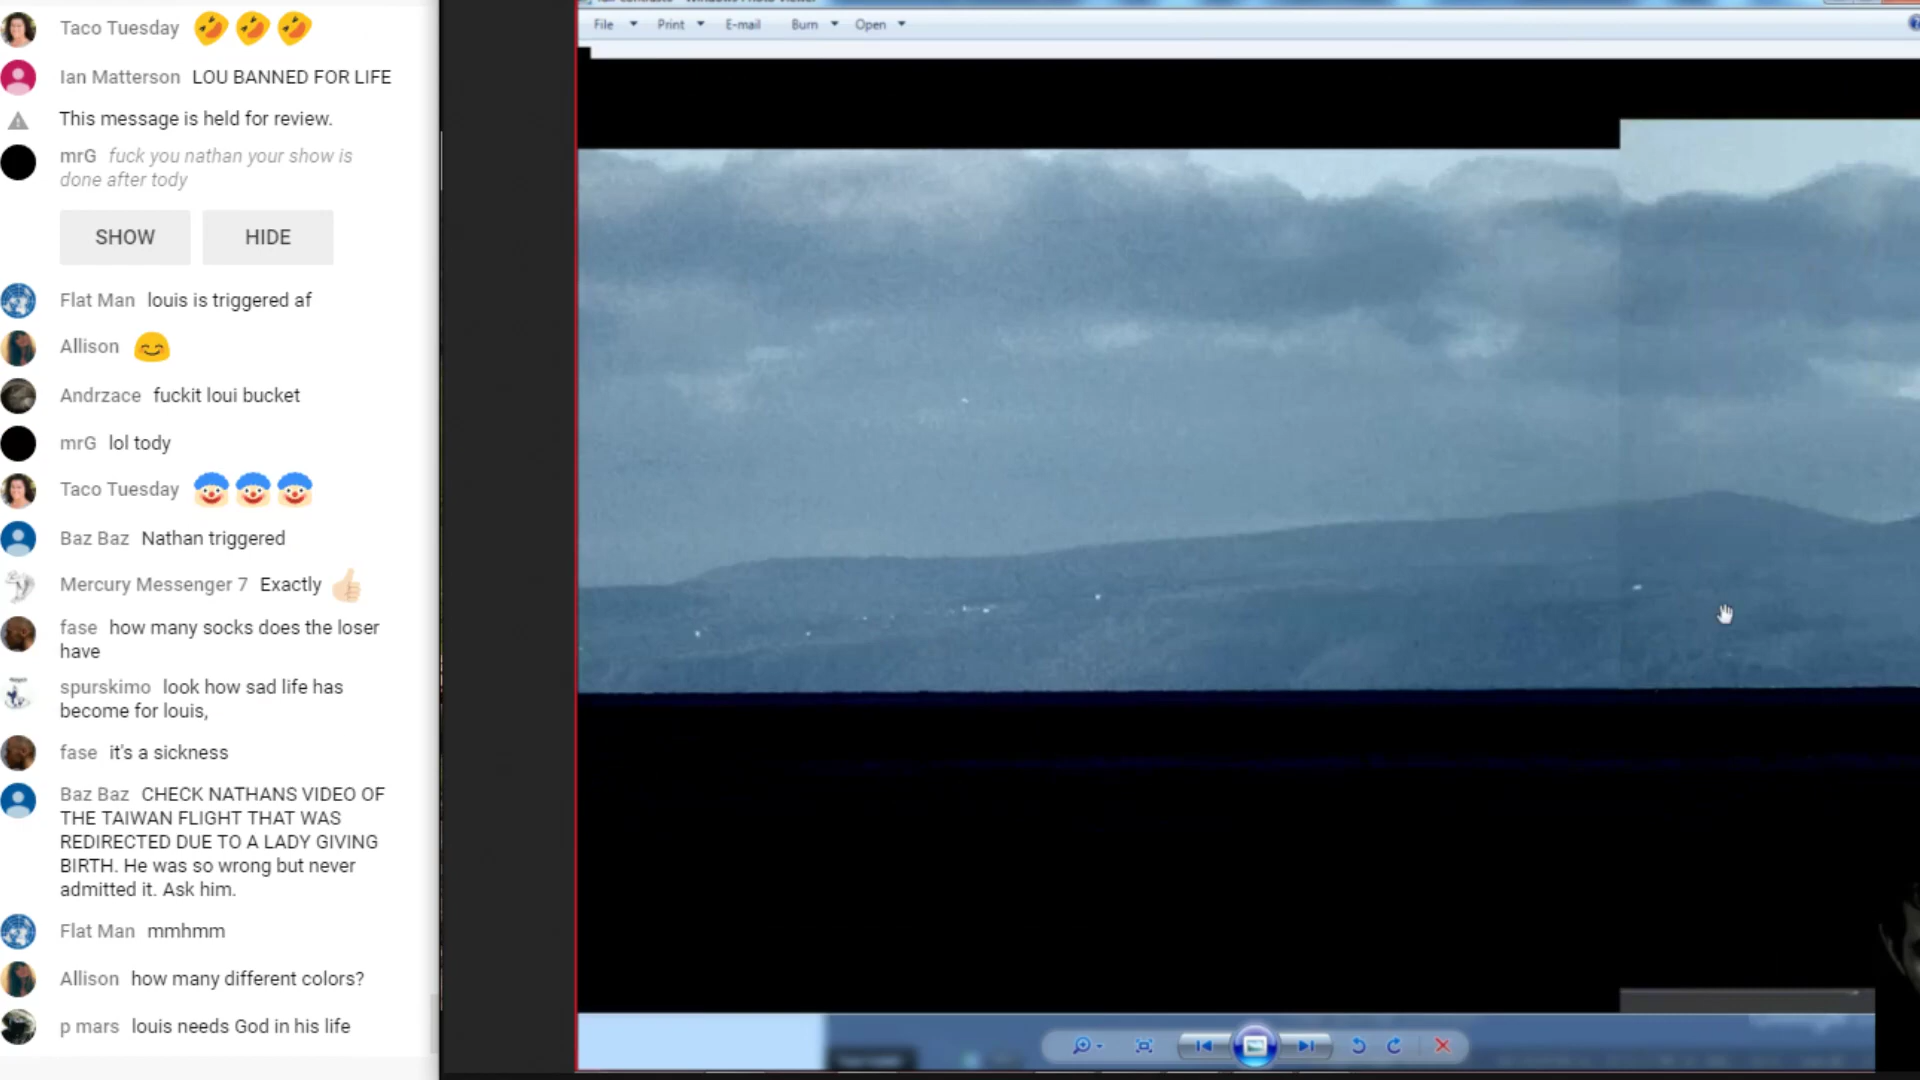 Taco Tuesday
Ian Matterson LOU BANNED FOR LIFE
This message is held for review.
mrG fuck you nathan your show is
done after tody
SHOW HIDE
Flat Man louis is triggered af
Allison
Andrzace fuckit loui bucket
mrG lol tody
Taco Tuesday
Baz Baz Nathan triggered
Mercury Messenger 7 Exactly
fase how many socks does the loser
have
spurskimo look how sad life has
become for louis,
fase it's a sickness
Baz Baz CHECK NATHANS VIDEO OF
THE TAIWAN FLIGHT THAT WAS
REDIRECTED DUE TO A LADY GIVING
BIRTH. He was so wrong but never
admitted it. Ask him.
Flat Man mmhmm
Allison how many different colors?
p mars louis needs God in his life
File Print E-mail Burn Open